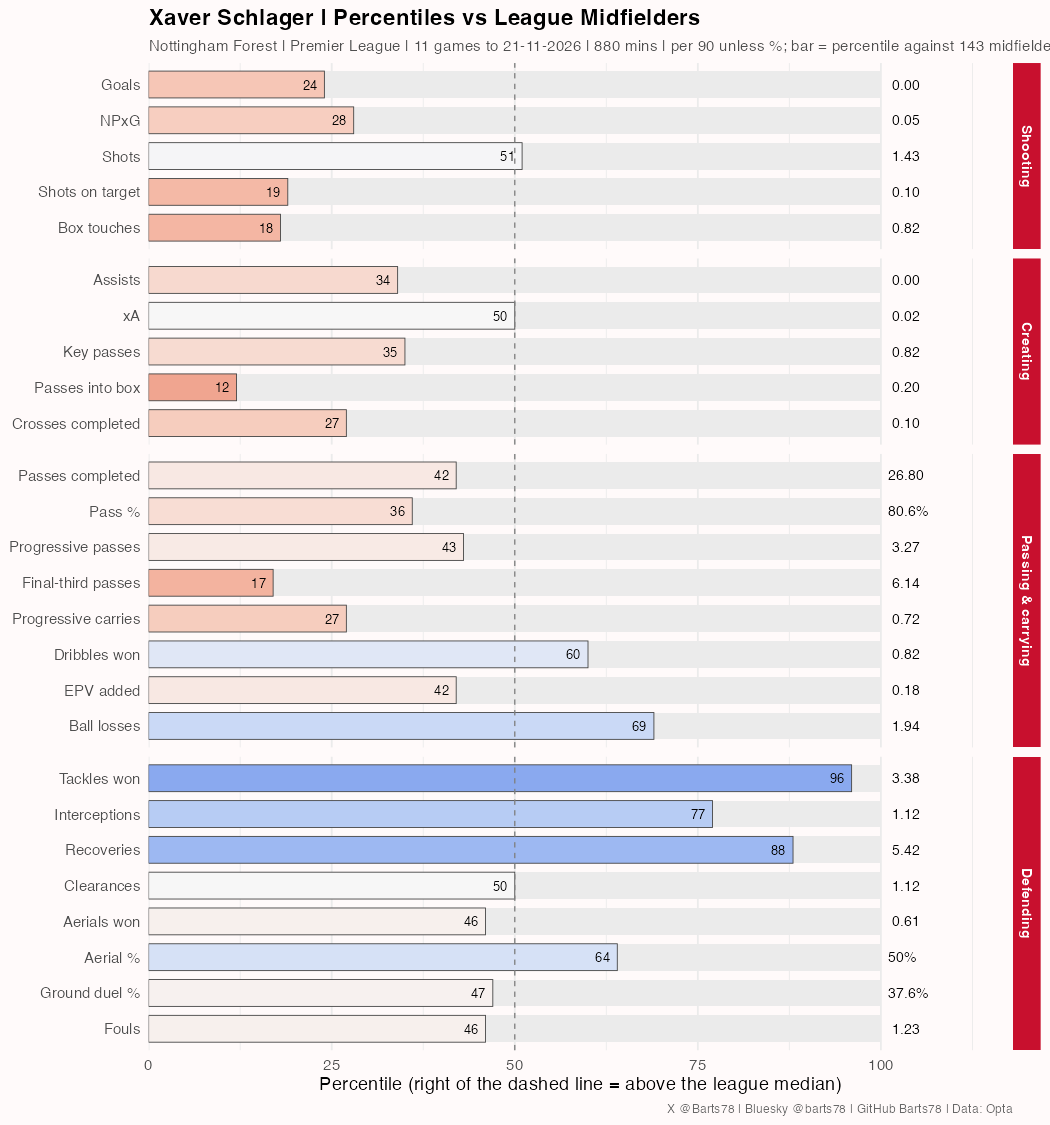 Xaver Schlager | Percentiles vs League Midfielders
Nottingham Forest | Premier League | 11 games to 21-11-2026 | 880 mins | per 90 unless %; bar = percentile against 143 midfielde
Goals 24 0.00
NPxG 28 0.05
Shots 51 1.43
Shots on target 19 0.10
Box touches 18 0.82
Shooting
Assists 34 0.00
xA 50 0.02
Key passes 35 0.82
Passes into box 12 0.20
Crosses completed 27 0.10
Creating
Passes completed 42 26.80
Pass % 36 80.6%
Progressive passes 43 3.27
Final-third passes 17 6.14
Progressive carries 27 0.72
Dribbles won 60 0.82
EPV added 42 0.18
Ball losses 69 1.94
Passing & carrying
Tackles won 96 3.38
Interceptions 77 1.12
Recoveries 88 5.42
Clearances 50 1.12
Aerials won 46 0.61
Aerial % 64 50%
Ground duel % 47 37.6%
Fouls 46 1.23
Defending
0 25 50 75 100
Percentile (right of the dashed line = above the league median)
X @Barts78 | Bluesky @barts78 | GitHub Barts78 | Data: Opta